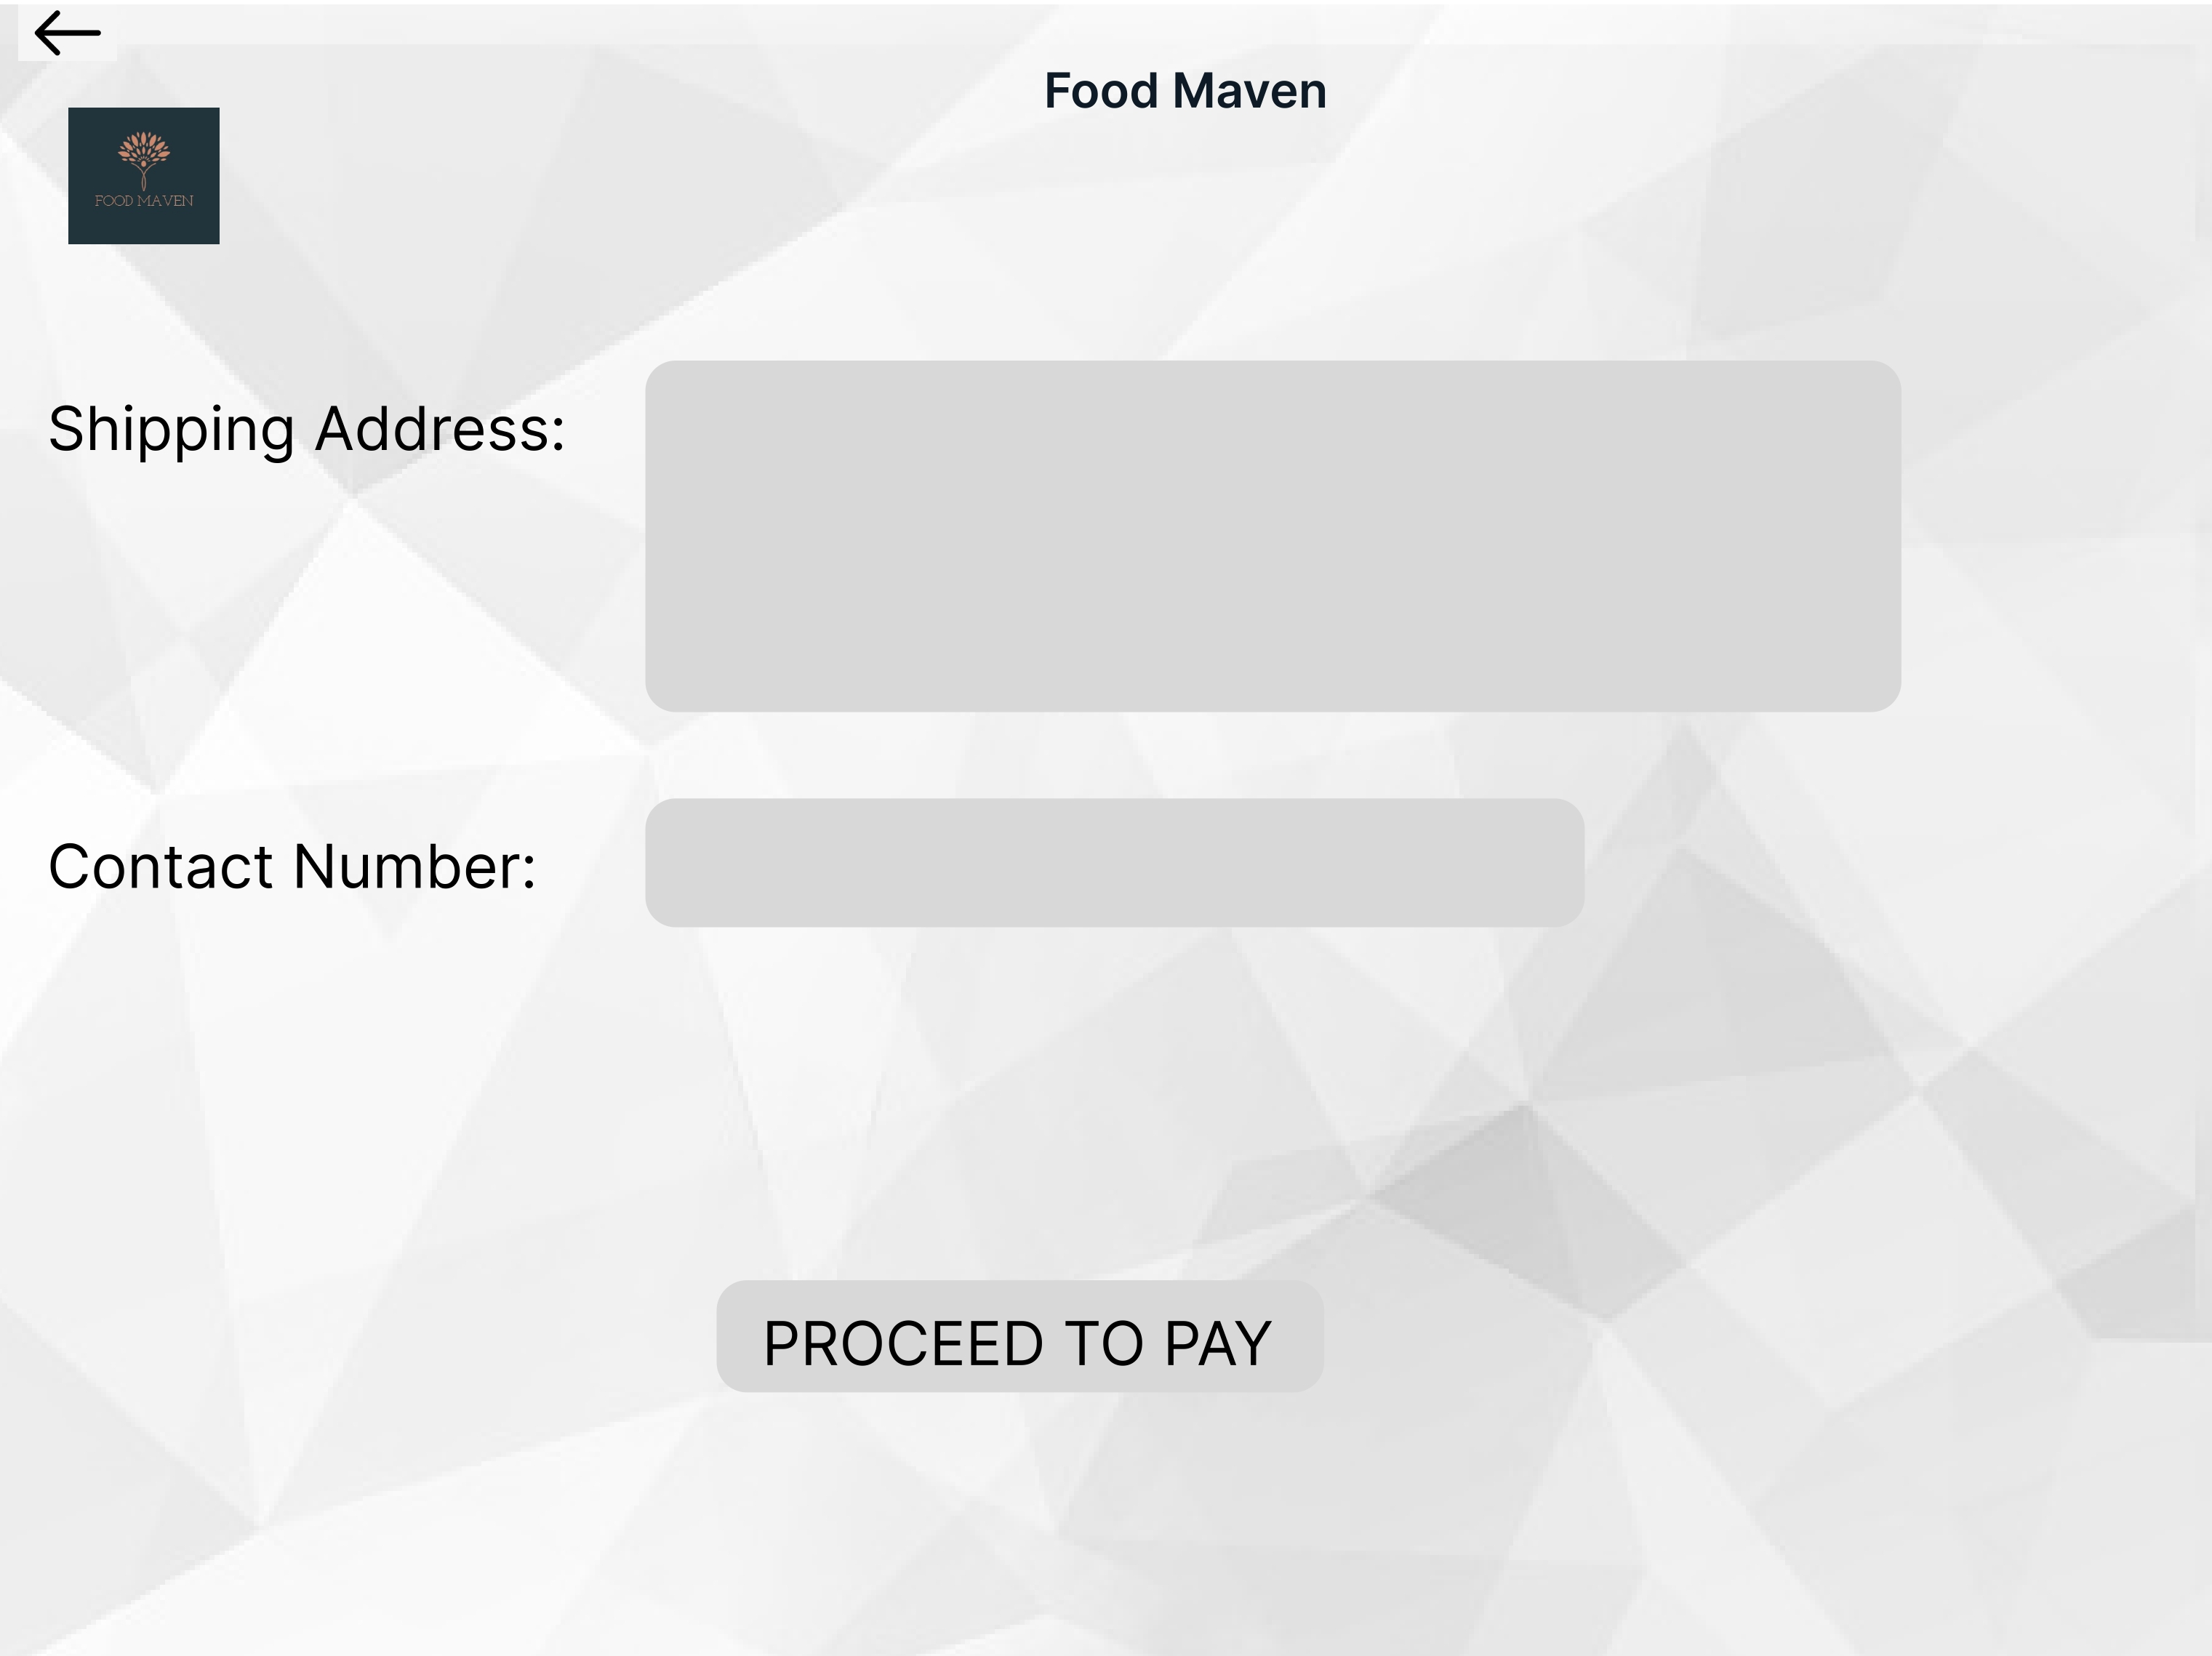 Food Maven
FOOD MAVEN
Shipping Address:
Contact Number:
PROCEED TO PAY